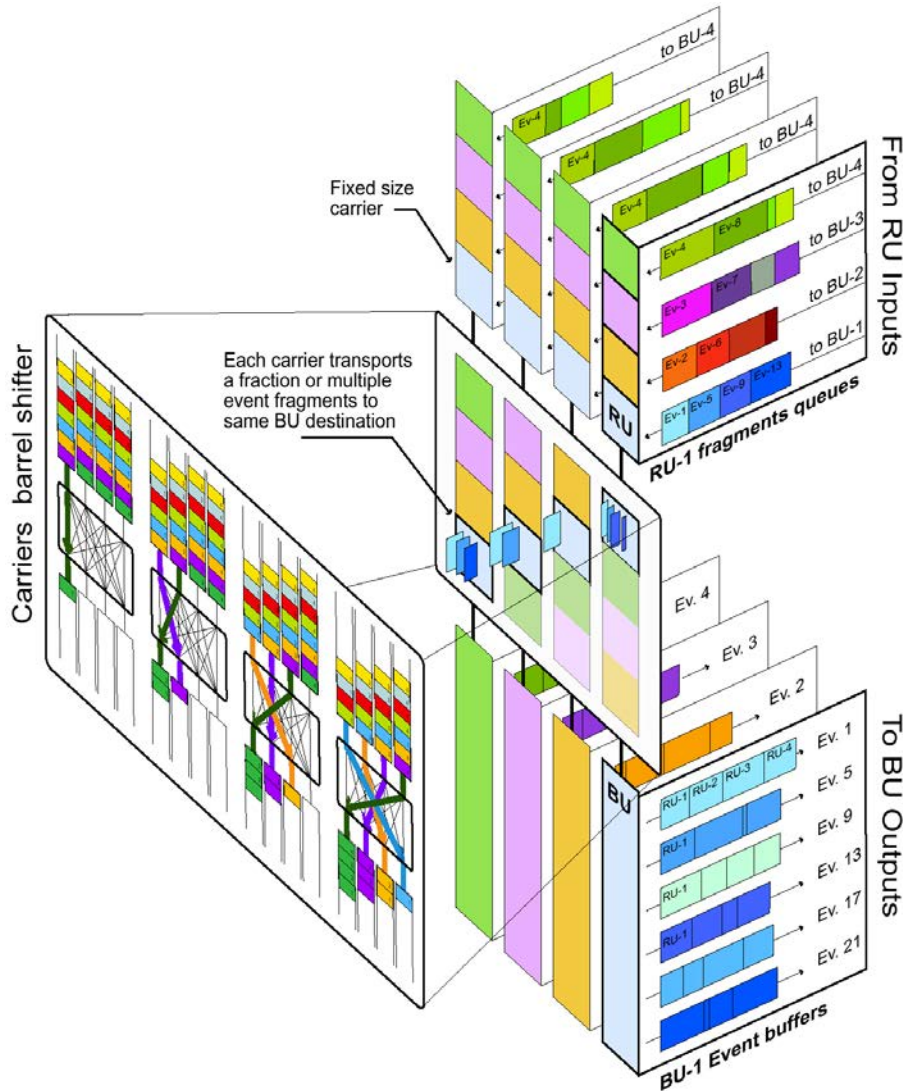 to BU-4
to BU-4
to BU-4
to BU-4
to BU-3
to BU-2
to BU-1
From RU Inputs
Ev-4
Ev-4
Ev-4
Ev-4
Ev-8
Ev-3
Ev-7
Ev-2
Ev-6
Ev-1
Ev-5
Ev-9
Ev-13
RU
RU-1 fragments queues
Fixed size
carrier
Each carrier transports
a fraction or multiple
event fragments to
same BU destination
Carriers barrel shifter
Ev. 4
Ev. 3
Ev. 2
Ev. 1
Ev. 5
Ev. 9
Ev. 13
Ev. 17
Ev. 21
To BU Outputs
BU
RU-1
RU-2
RU-3
RU-4
RU-1
RU-1
RU-1
BU-1 Event buffers